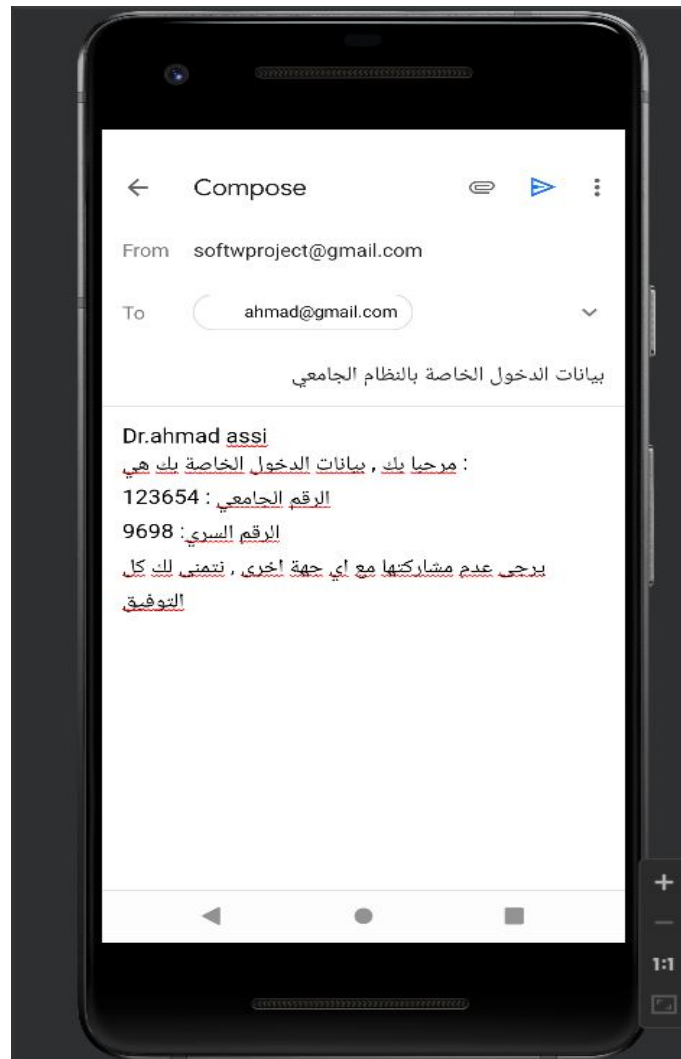 Compose
From softwproject@gmail.com
To ahmad@gmail.com
بيانات الدخول الخاصة بالنظام الجامعي
Dr.ahmad assi
مرحبا بك , بيانات الدخول الخاصة بك هي :
الرقم الجامعي : 123654
الرقم السري: 9698
يرجى عدم مشاركتها مع اي جهة اخرى , نتمنى لك كل
التوفيق
1:1